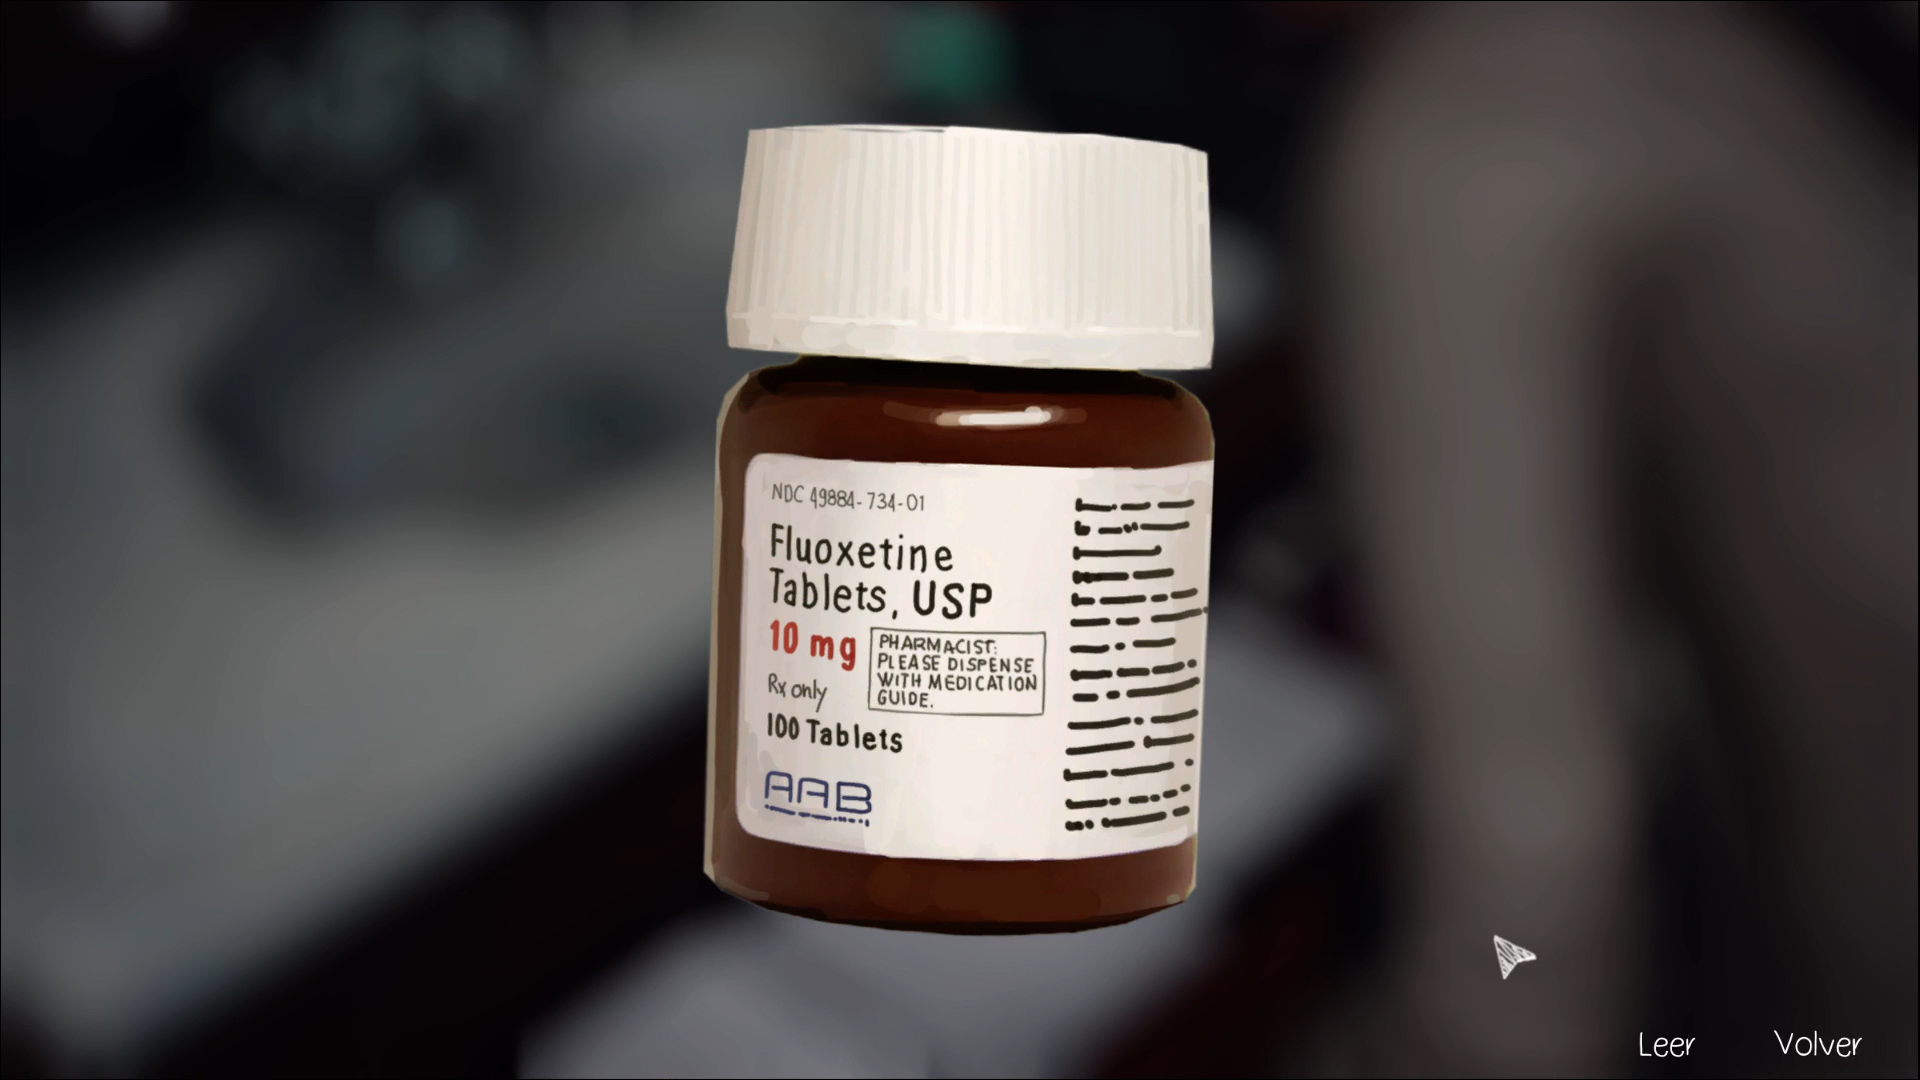 NDC 49884-734-01
Fluoxetine
Tablets, USP
10 mg
PHARMACIST:
PLEASE DISPENSE
WITH MEDICATION
GUIDE.
Rx only
100 Tablets
AAB
Leer
Volver